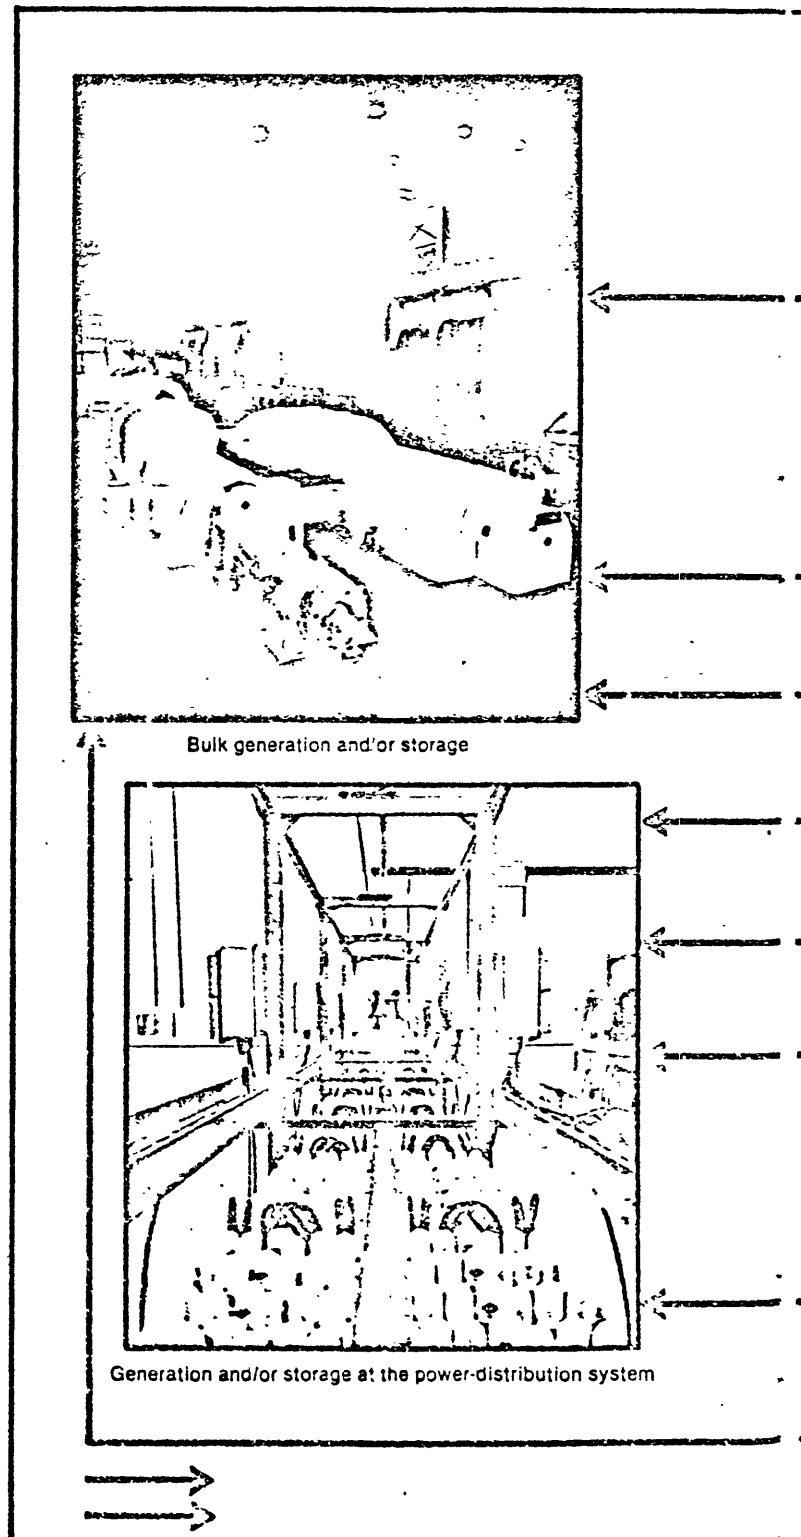 Bulk generation and/or storage
Generation and/or storage at the power-distribution system